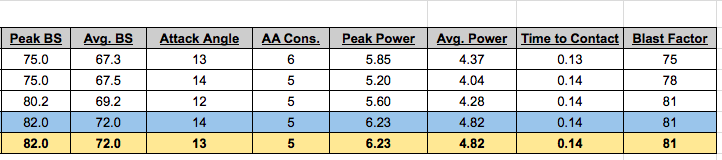 Peak BS Avg. BS Attack Angle AA Cons. Peak Power Avg. Power Time to Contact Blast Factor
75.0 67.3 13 6 5.85 4.37 0.13 75
75.0 67.5 14 5 5.20 4.04 0.14 78
80.2 69.2 12 5 5.60 4.28 0.14 81
82.0 72.0 14 5 6.23 4.82 0.14 81
82.0 72.0 13 5 6.23 4.82 0.14 81